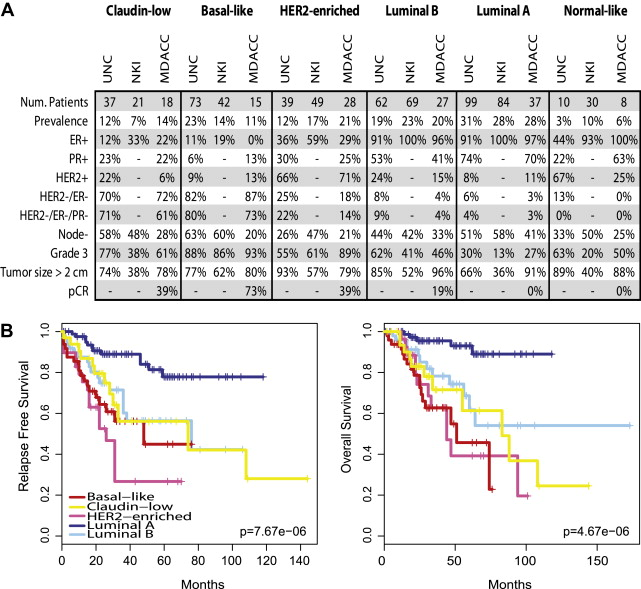 A
Claudin-low Basal-like HER2-enriched Luminal B Luminal A Normal-like
UNC NKI MDACC UNC NKI MDACC UNC NKI MDACC UNC NKI MDACC UNC NKI MDACC UNC NKI MDACC
Num. Patients 37 21 18 73 42 15 39 49 28 62 69 27 99 84 37 10 30 8
Prevalence 12% 7% 14% 23% 14% 11% 12% 17% 21% 19% 23% 20% 31% 28% 28% 3% 10% 6%
ER+ 12% 33% 22% 11% 19% 0% 36% 59% 29% 91% 100% 96% 91% 100% 97% 44% 93% 100%
PR+ 23% - 22% 6% - 13% 30% - 25% 53% - 41% 74% - 70% 22% - 63%
HER2+ 22% - 6% 9% - 13% 66% - 71% 24% - 15% 8% - 11% 67% - 25%
HER2-/ER- 70% - 72% 82% - 87% 25% - 18% 8% - 4% 6% - 3% 13% - 0%
HER2-/ER-/PR- 71% - 61% 80% - 73% 22% - 14% 9% - 4% 4% - 3% 0% - 0%
Node- 58% 48% 28% 63% 60% 20% 26% 47% 21% 44% 42% 33% 51% 58% 41% 33% 50% 25%
Grade 3 77% 38% 61% 88% 86% 93% 55% 61% 89% 62% 41% 46% 30% 13% 27% 63% 20% 50%
Tumor size > 2 cm 74% 38% 78% 77% 62% 80% 93% 57% 79% 85% 52% 96% 66% 36% 91% 89% 40% 88%
pCR - - 39% - - 73% - - 39% - - 19% - - 0% - - 0%
B
Relapse Free Survival
1.0
0.8
0.6
0.4
0.2
0.0
Basal-like
Claudin-low
HER2-enriched
Luminal A
Luminal B
p=7.67e-06
0 20 40 60 80 100 120 140
Months
Overall Survival
1.0
0.8
0.6
0.4
0.2
0.0
p=4.67e-06
0 50 100 150
Months